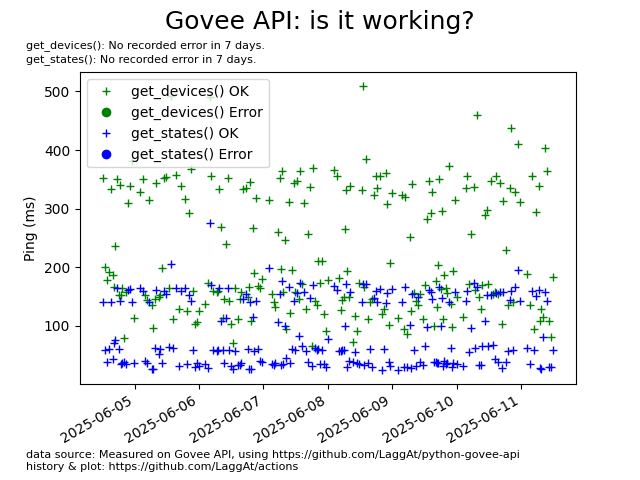 Govee API: is it working?
get_devices(): No recorded error in 7 days.
get_states(): No recorded error in 7 days.
get_devices() OK
get_devices() Error
get_states() OK
get_states() Error
Ping (ms)
500
400
300
200
100
2025-06-05
2025-06-06
2025-06-07
2025-06-08
2025-06-09
2025-06-10
2025-06-11
data source: Measured on Govee API, using https://github.com/LaggAt/python-govee-api
history & plot: https://github.com/LaggAt/actions